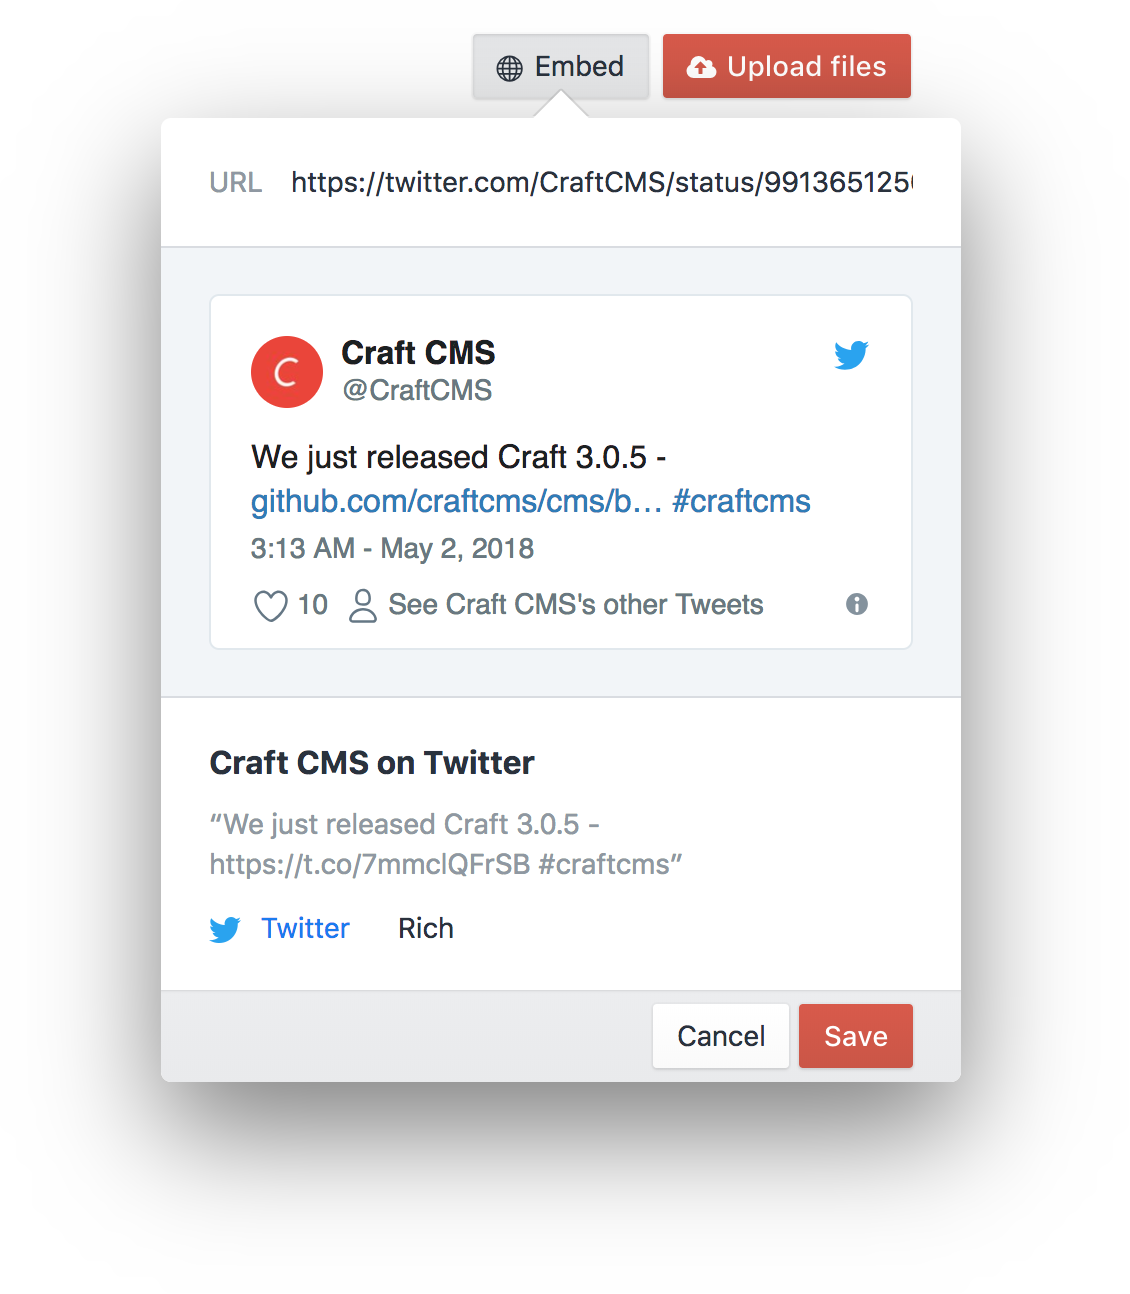 Embed
Upload files
URL https://twitter.com/CraftCMS/status/991365125
C
Craft CMS
@CraftCMS
We just released Craft 3.0.5 -
github.com/craftcms/cms/b… #craftcms
3:13 AM - May 2, 2018
10 See Craft CMS's other Tweets
Craft CMS on Twitter
“We just released Craft 3.0.5 -
https://t.co/7mmclQFrSB #craftcms”
Twitter Rich
Cancel Save